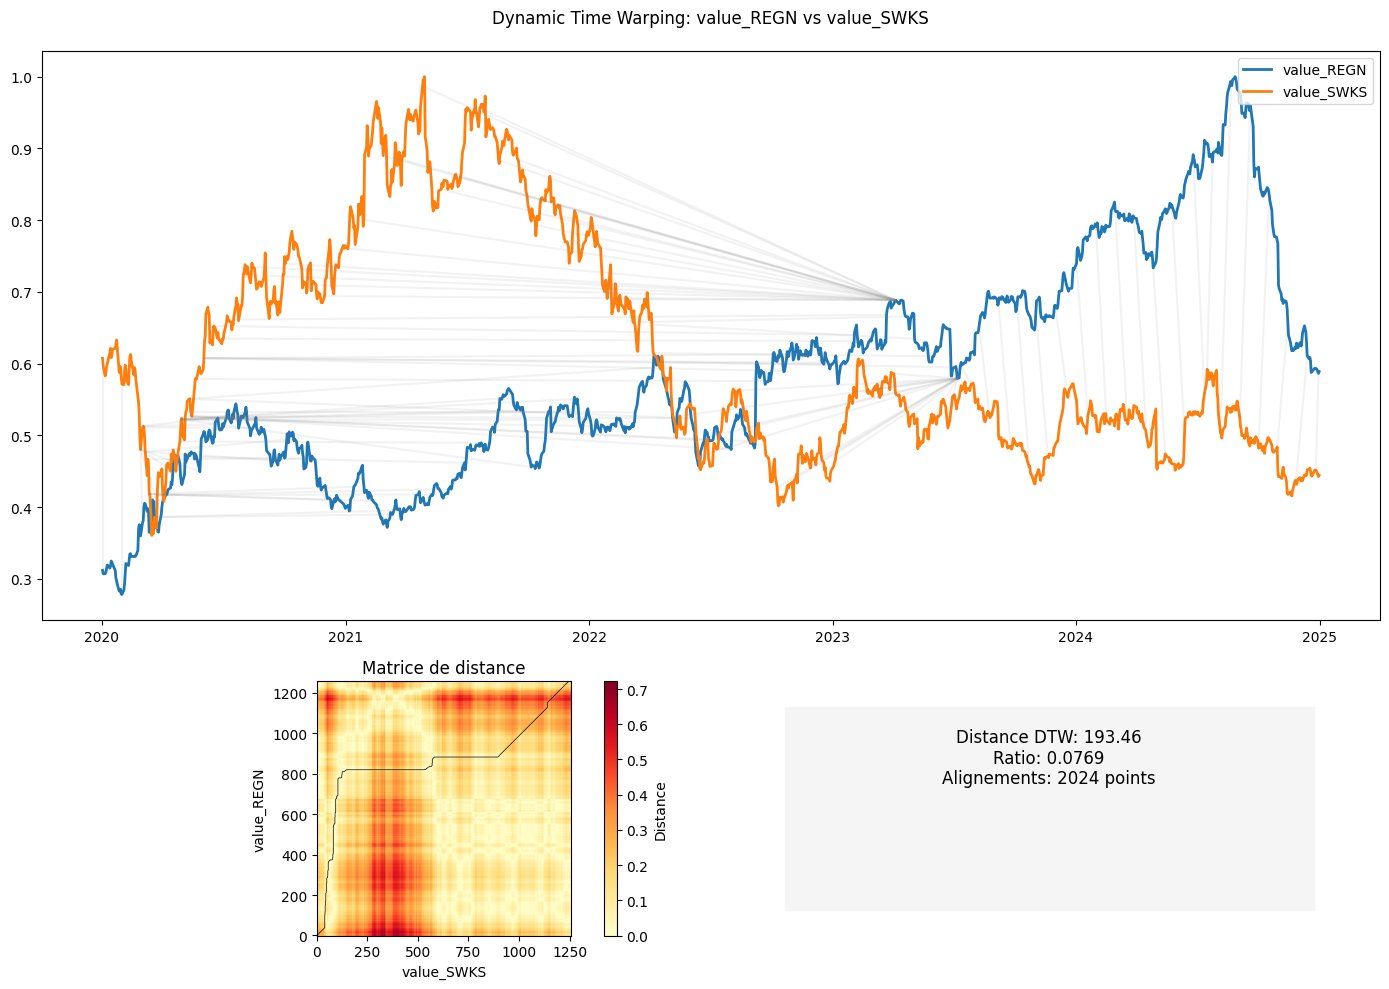 Dynamic Time Warping: value_REGN vs value_SWKS
1.0
0.9
0.8
0.7
0.6
0.5
0.4
0.3
value_REGN
value_SWKS
2020 2021 2022 2023 2024 2025
Matrice de distance
1200
1000
800
600
400
200
0
value_REGN
0 250 500 750 1000 1250
value_SWKS
0.7
0.6
0.5
0.4
0.3
0.2
0.1
0.0
Distance
Distance DTW: 193.46
Ratio: 0.0769
Alignements: 2024 points